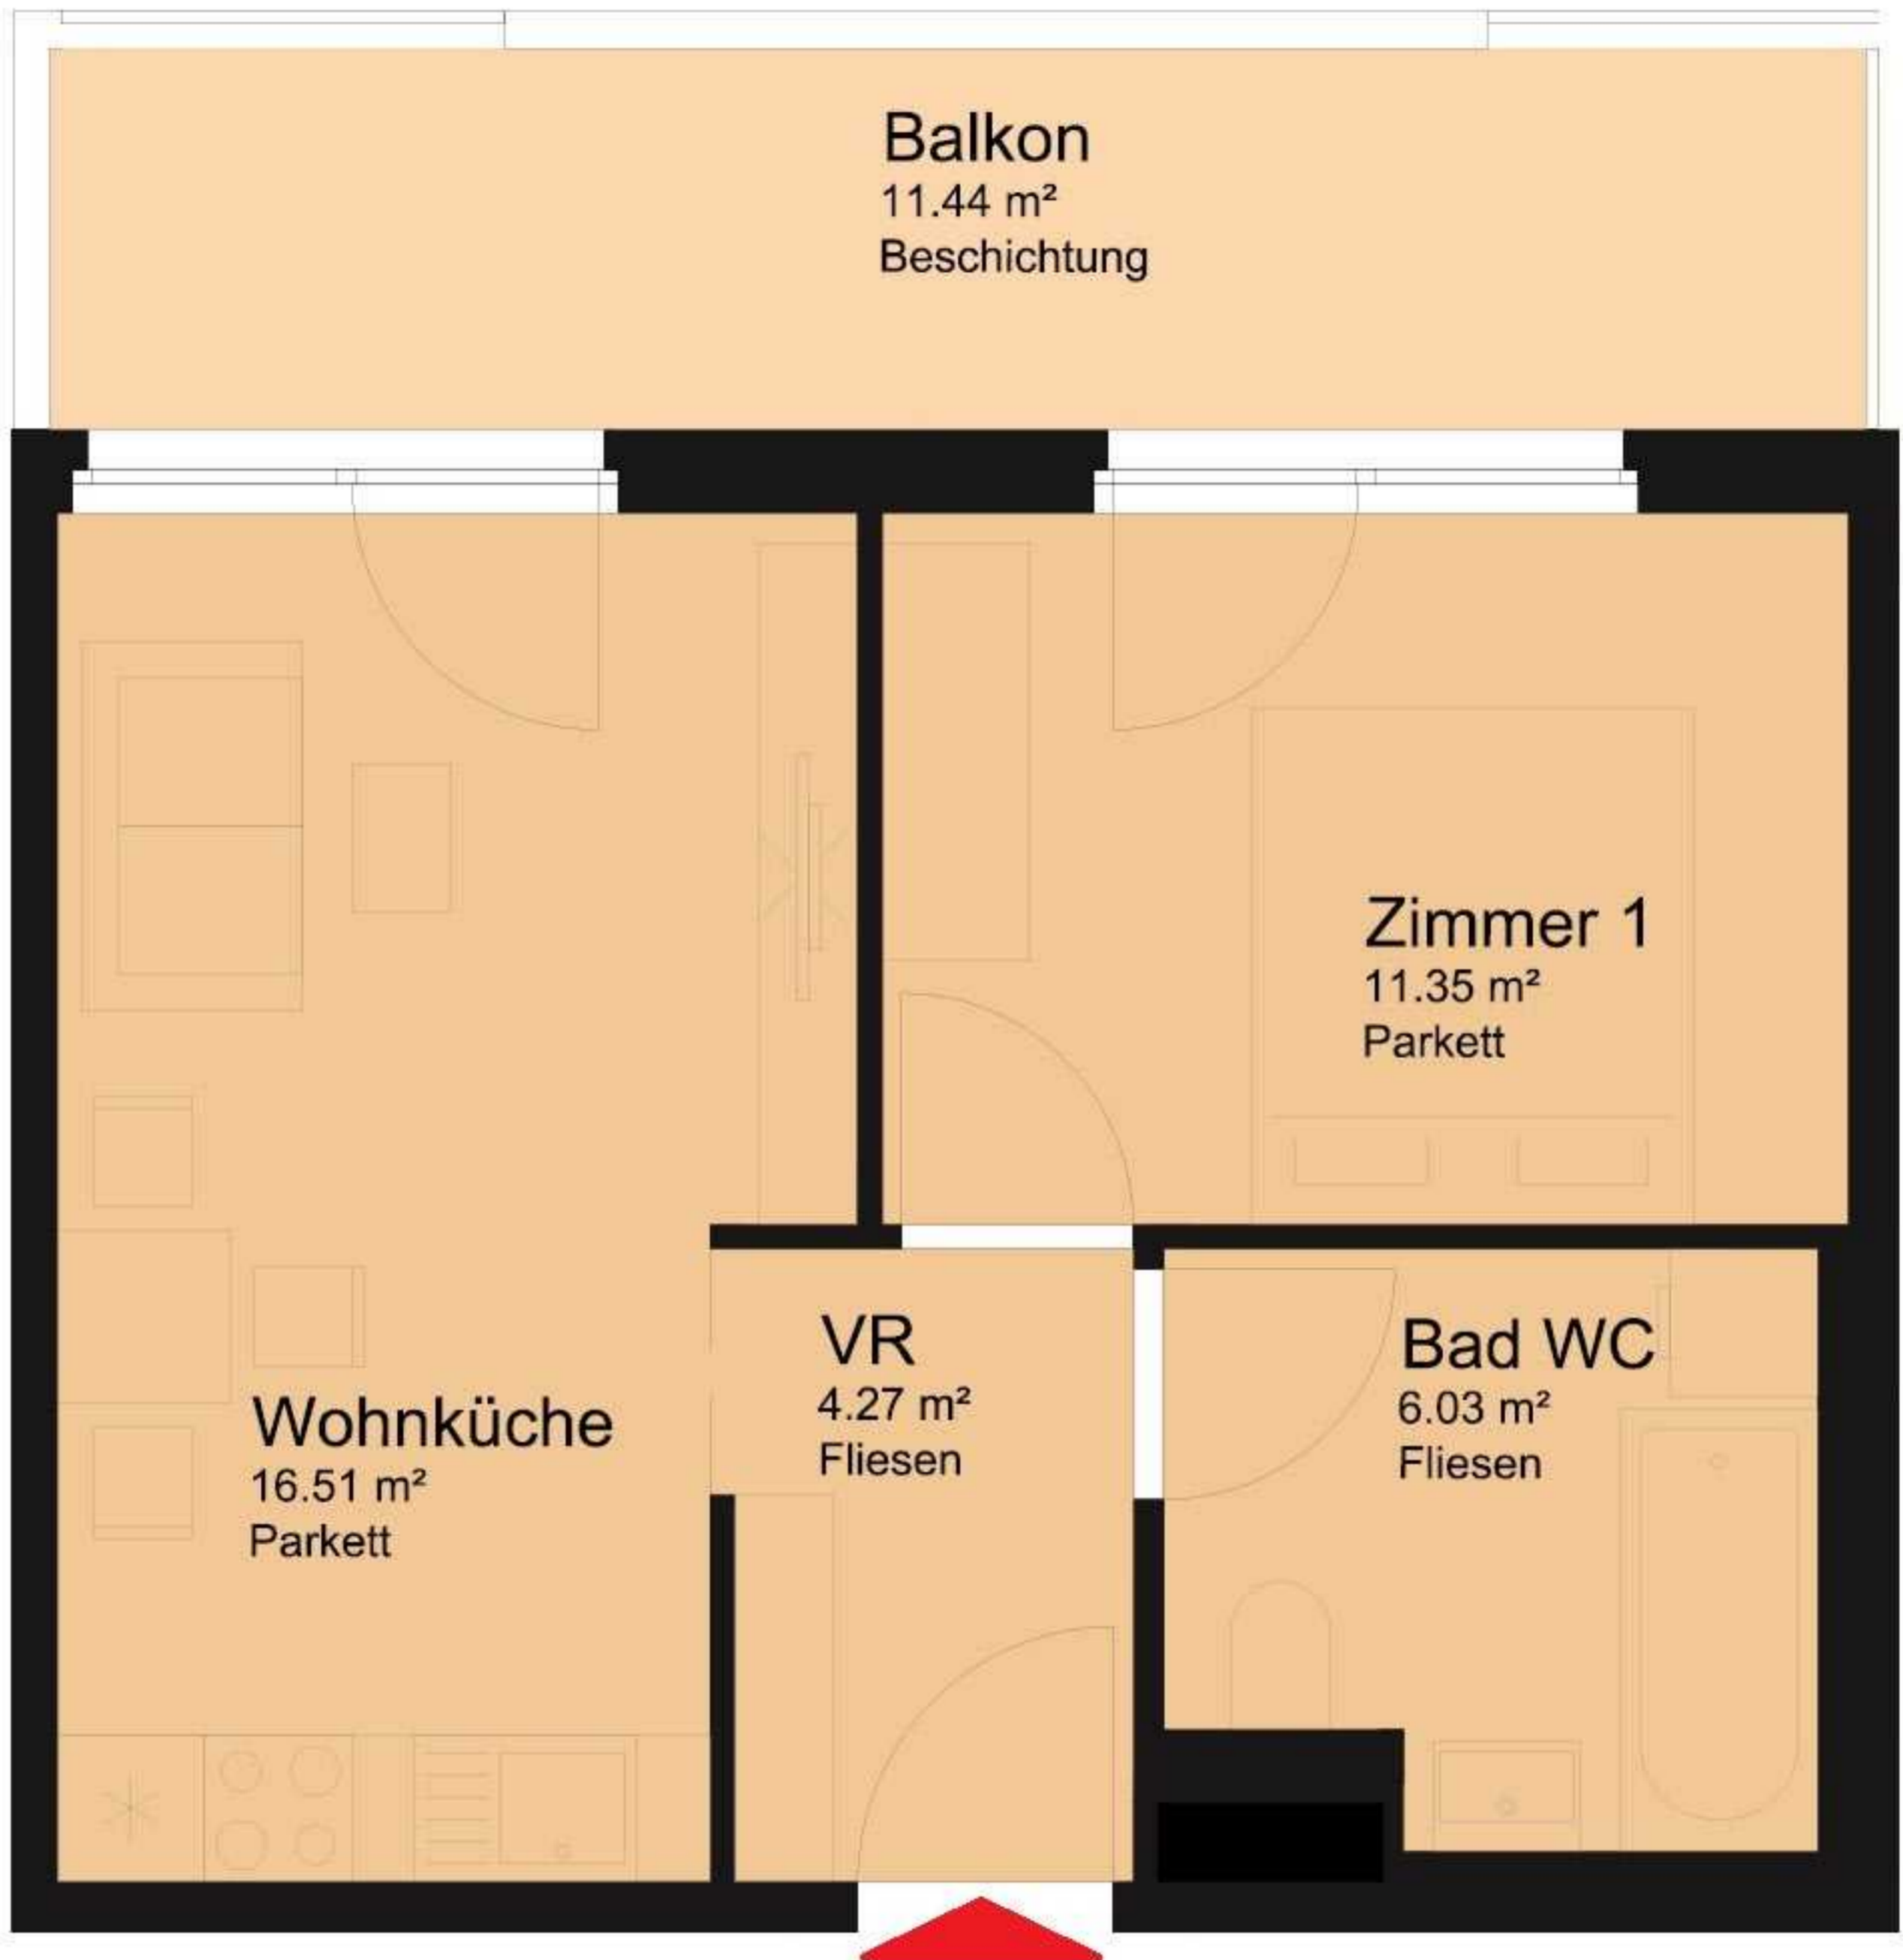 Balkon
11.44 m²
Beschichtung
Zimmer 1
11.35 m²
Parkett
VR
4.27 m²
Fliesen
Bad WC
6.03 m²
Fliesen
Wohnküche
16.51 m²
Parkett